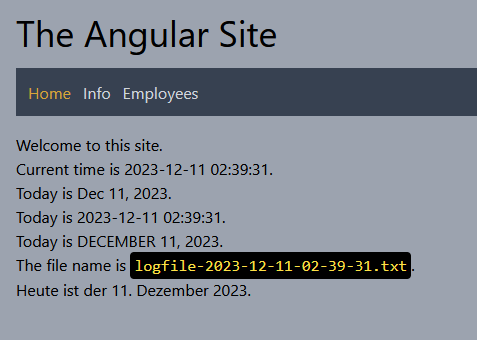 The Angular Site
Home Info Employees
Welcome to this site.
Current time is 2023-12-11 02:39:31.
Today is Dec 11, 2023.
Today is 2023-12-11 02:39:31.
Today is DECEMBER 11, 2023.
The file name is logfile-2023-12-11-02-39-31.txt.
Heute ist der 11. Dezember 2023.